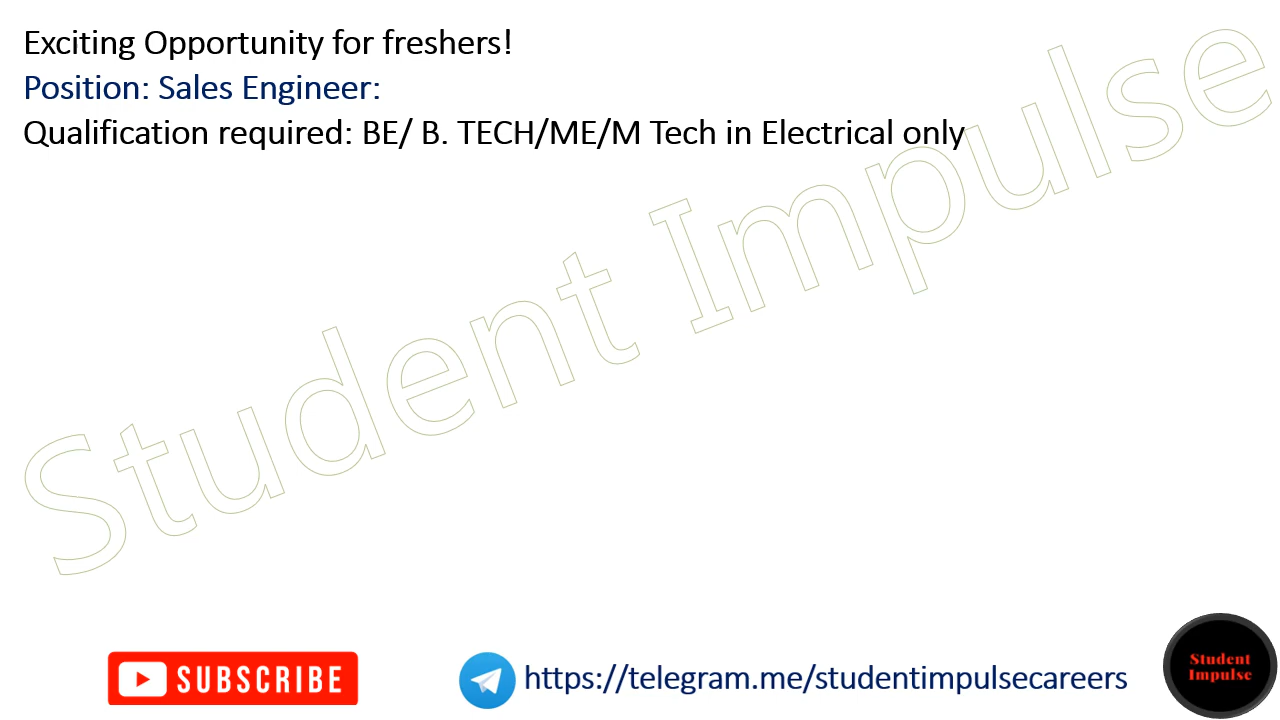 Exciting Opportunity for freshers!
Position: Sales Engineer:
Qualification required: BE/ B. TECH/ME/M Tech in Electrical only
Student Impulse
SUBSCRIBE
https://telegram.me/studentimpulsecareers
Student
Impulse